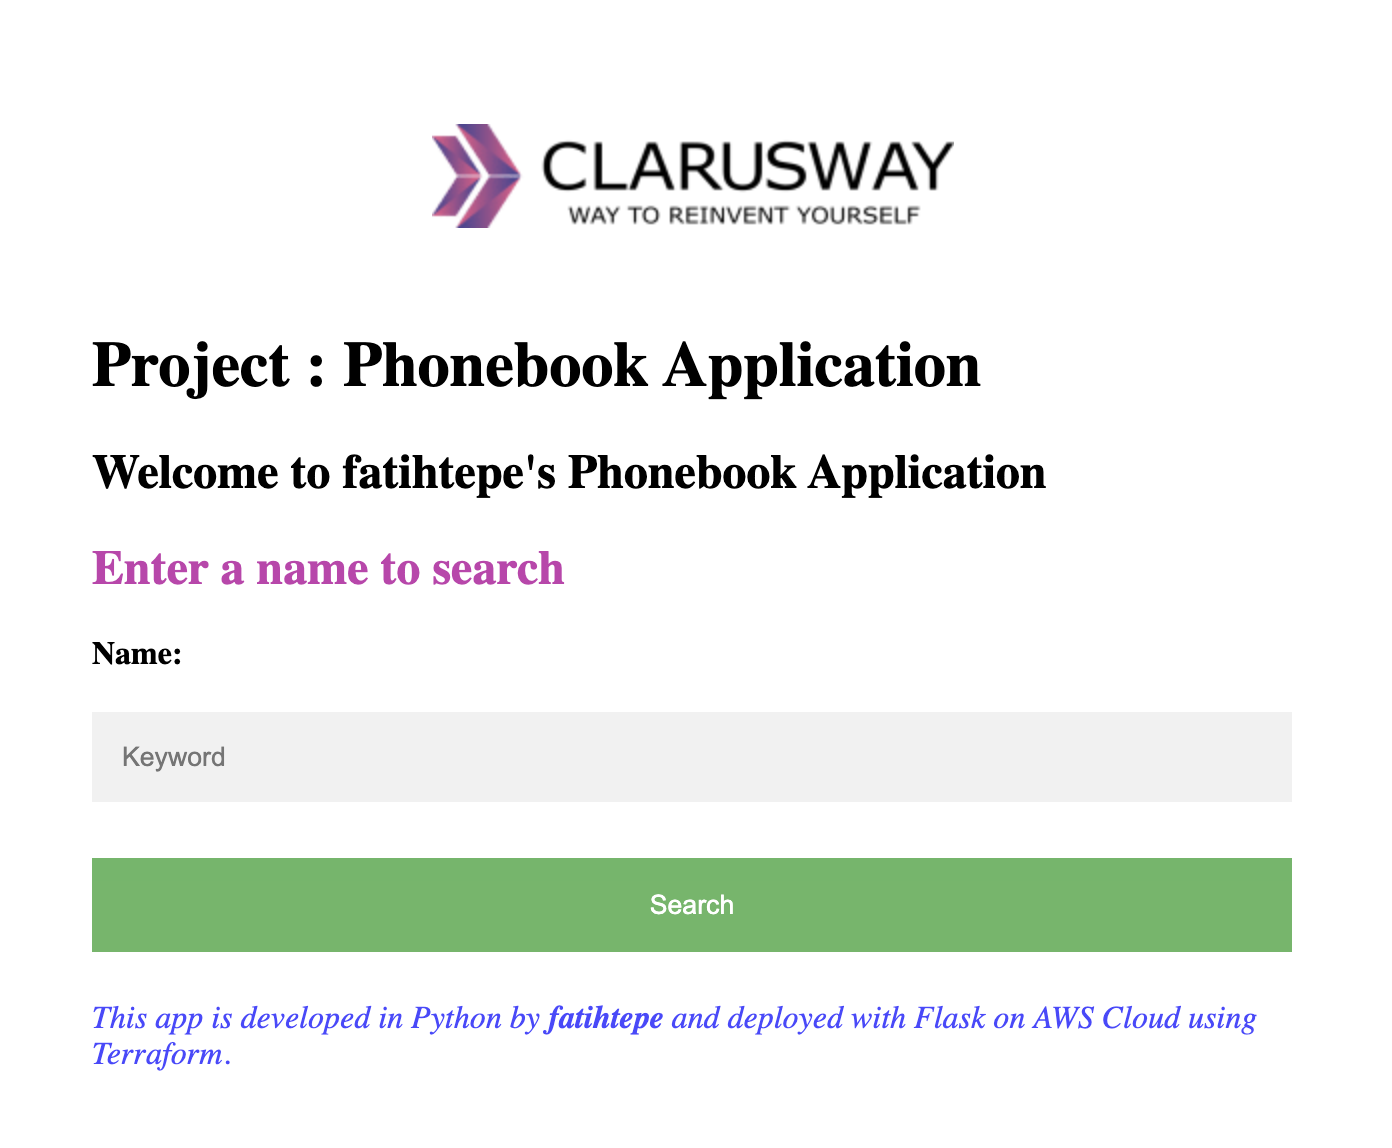 CLARUSWAY
WAY TO REINVENT YOURSELF
Project : Phonebook Application
Welcome to fatihtepe's Phonebook Application
Enter a name to search
Name:
Keyword
Search
This app is developed in Python by fatihtepe and deployed with Flask on AWS Cloud using
Terraform.